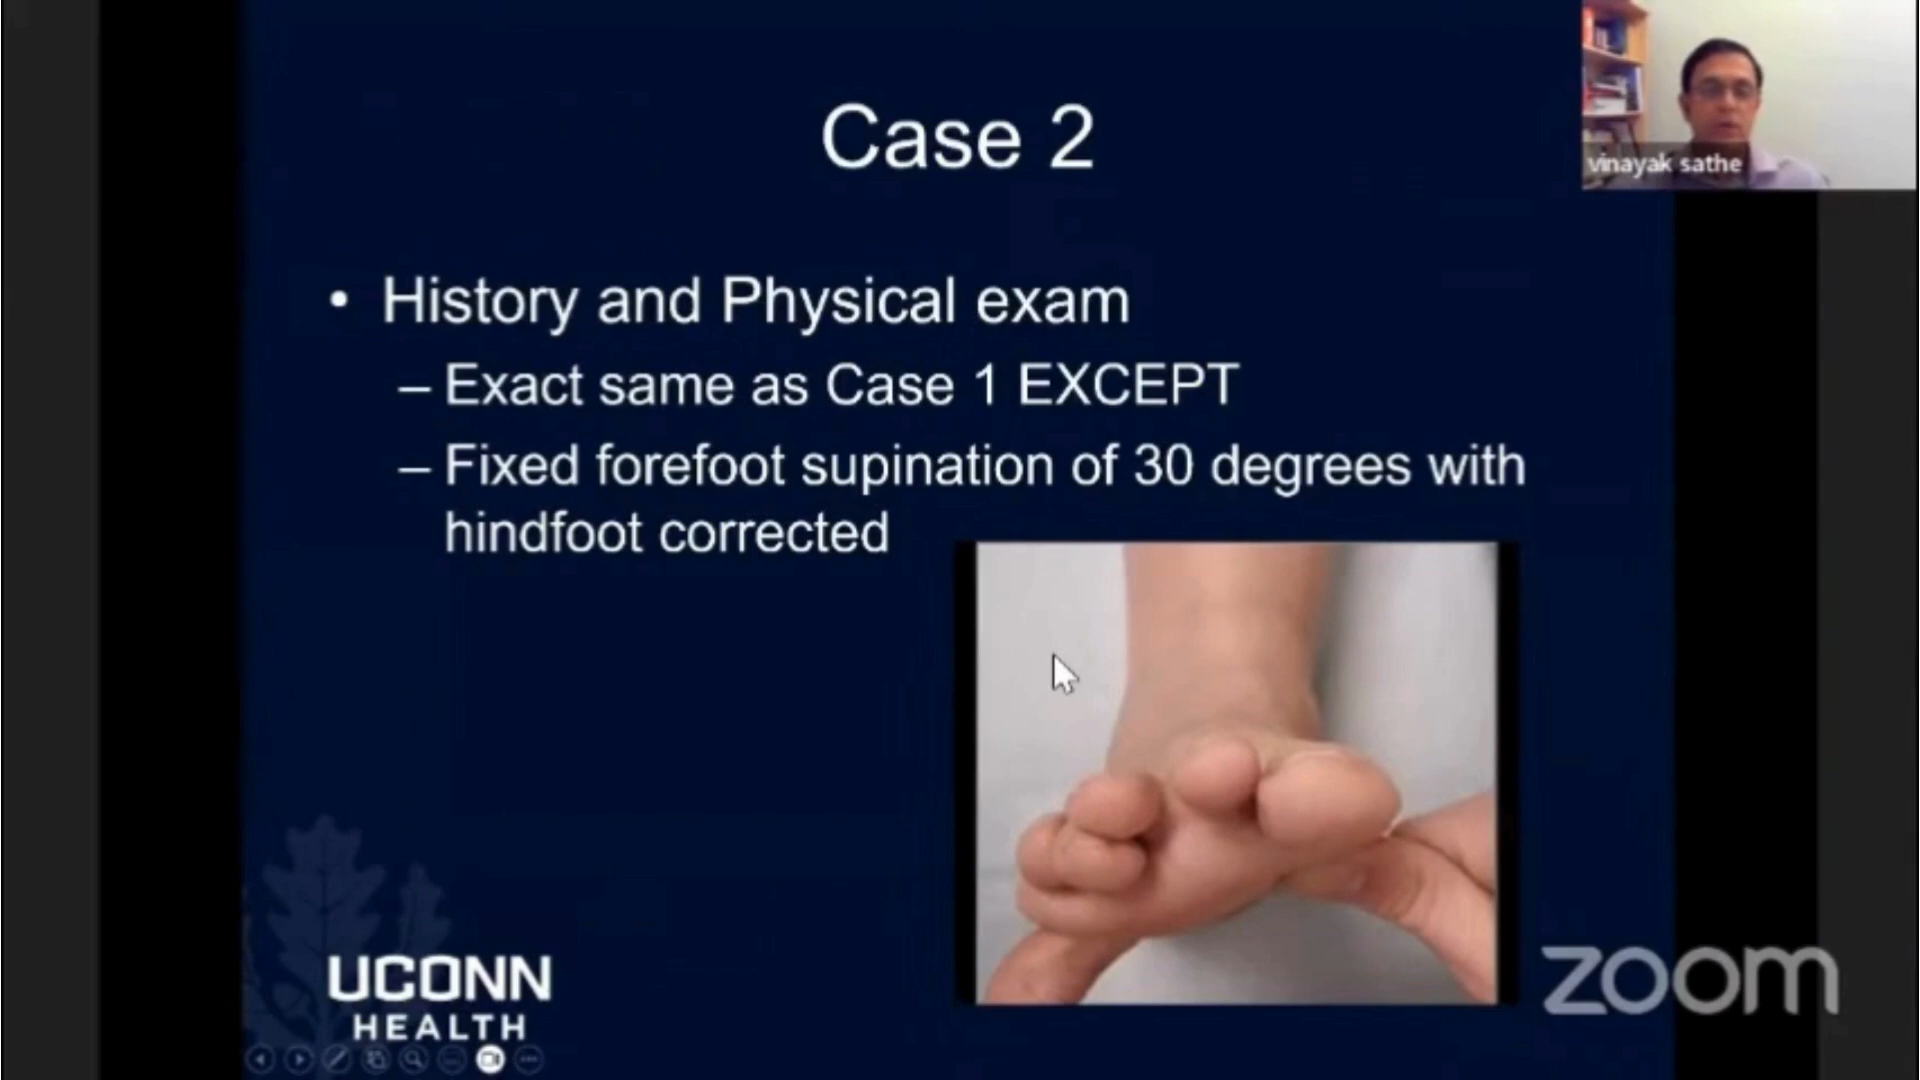 Case 2
vinayak sathe
• History and Physical exam
– Exact same as Case 1 EXCEPT
– Fixed forefoot supination of 30 degrees with
hindfoot corrected
UCONN
HEALTH
zoom